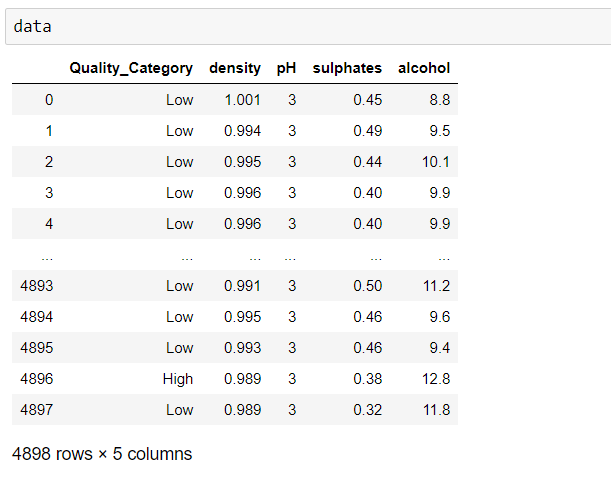 data
Quality_Category density pH sulphates alcohol
0 Low 1.001 3 0.45 8.8
1 Low 0.994 3 0.49 9.5
2 Low 0.995 3 0.44 10.1
3 Low 0.996 3 0.40 9.9
4 Low 0.996 3 0.40 9.9
... ... ... ... ... ...
4893 Low 0.991 3 0.50 11.2
4894 Low 0.995 3 0.46 9.6
4895 Low 0.993 3 0.46 9.4
4896 High 0.989 3 0.38 12.8
4897 Low 0.989 3 0.32 11.8
4898 rows × 5 columns